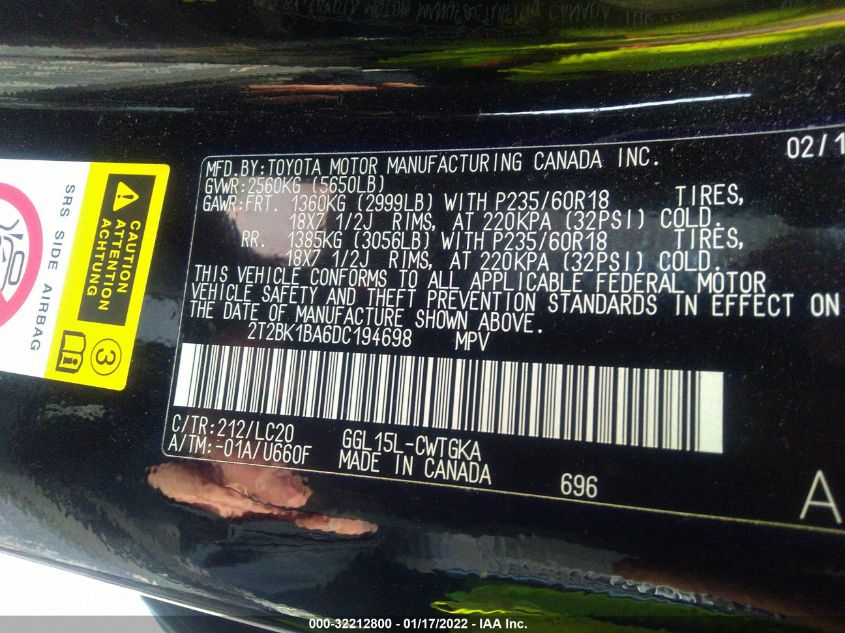 MFD.BY:TOYOTA MOTOR MANUFACTURING CANADA INC. 02/1
GVWR:2560KG (5650LB)
GAWR:FRT. 1360KG (2999LB) WITH P235/60R18 TIRES,
18X7 1/2J RIMS, AT 220KPA (32PSI) COLD.
RR. 1385KG (3056LB) WITH P235/60R18 TIRES,
18X7 1/2J RIMS, AT 220KPA (32PSI) COLD.
THIS VEHICLE CONFORMS TO ALL APPLICABLE FEDERAL MOTOR
VEHICLE SAFETY AND THEFT PREVENTION STANDARDS IN EFFECT ON
THE DATE OF MANUFACTURE SHOWN ABOVE.
2T2BK1BA6DC194698 MPV
C/TR:212/LC20 GGL15L-CWTGKA
A/TM:-01A/U660F MADE IN CANADA 696 A
SRS SIDE AIRBAG
CAUTION
ATTENTION
ACHTUNG
3
000-32212800 - 01/17/2022 - IAA Inc.